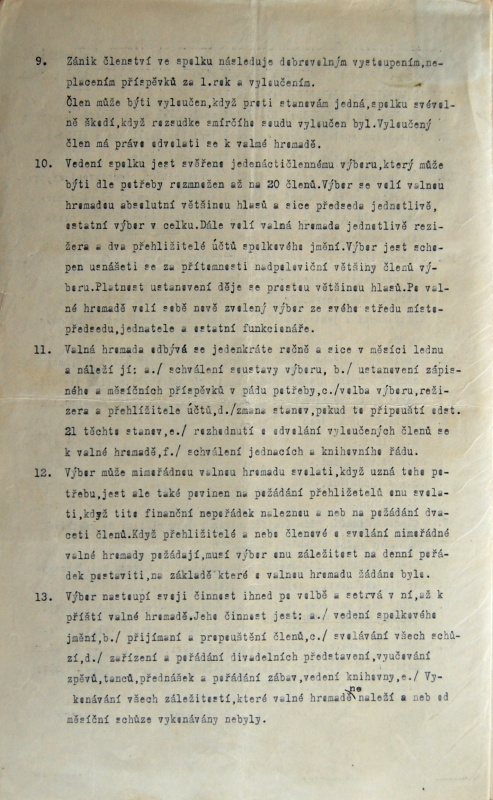 9. Zánik členství ve spolku následuje dobrovolným vystoupením,ne-
placením příspěvků za 1.rok a vyloučením.
Člen může býti vyloučen,když proti stanovám jedná,spolku svévol-
ně škodí,když rozsudke smírčího soudu vyloučen byl.Vyloučený
člen má právo odvolati se k valné hromadě.
10. Vedení spolku jest svěřeno jedenáctičlennému výboru,který může
býti dle potřeby rozmnožen až na 20 členů.Výbor se volí valnou
hromadou absolutní většinou hlasů a sice předseda jednotlivě,
ostatní výbor v celku.Dále volí valná hromada jednotlivě reži-
žera a dva přehližitelé účtů spolkového jmění.Výbor jest scho-
pen usnášeti se za přítomnosti nadpoloviční většiny členů vý-
boru.Platnost ustanovení děje se prostou většinou hlasů.Po val-
né hromadě volí sobě nově zvolený výbor ze svého středu místo-
předsedu,jednatele a ostatní funkcionáře.
11. Valná hromada odbývá se jedenkráte ročně a sice v měsíci lednu
a náleží jí: a./ schválení soustavy výboru, b./ ustanovení zápis-
ného a měsíčních příspěvků v pádu potřeby,c./volba výboru,reži-
zera a přehližitele účtů,d./zmana stanov,pokud to připouští odst.
21 těchto stanov,e./ rozhodnutí o odvolání vyloučených členů se
k valné hromadě,f./ schválení jednacích a knihovního řádu.
12. Výbor může mimořádnou valnou hromadu svolati,když uzná toho po-
třebu,jest ale také povinen na požádání přehližetelů onu svola-
ti,když tito finanční nepořádek naleznou a neb na požádání dva-
ceti členů.Když přehližitelé a nebo členové o svolání mimořádné
valné hromady požádají,musí výbor onu záležitost na denní pořá-
dek postaviti,na základě které o valnou hromadu žádáno bylo.
13. Výbor nastoupí svoji činnost ihned po volbě a setrvá v ní,až k
příští valné hromadě.Jeho činnost jest: a./ vedení spolkového
jmění,b./ přijímání a propouštění členů,c./ svolávání všech schů-
zí,d./ zařízení a pořádání divadelních představení,vyučování
zpěvů,tanců,přednášek a pořádání zábav,vedení knihovny,e./ Vy-
konávání všech záležitostí,které valné hromadě ne naleží a neb od
měsíční schůze vykonávány nebyly.